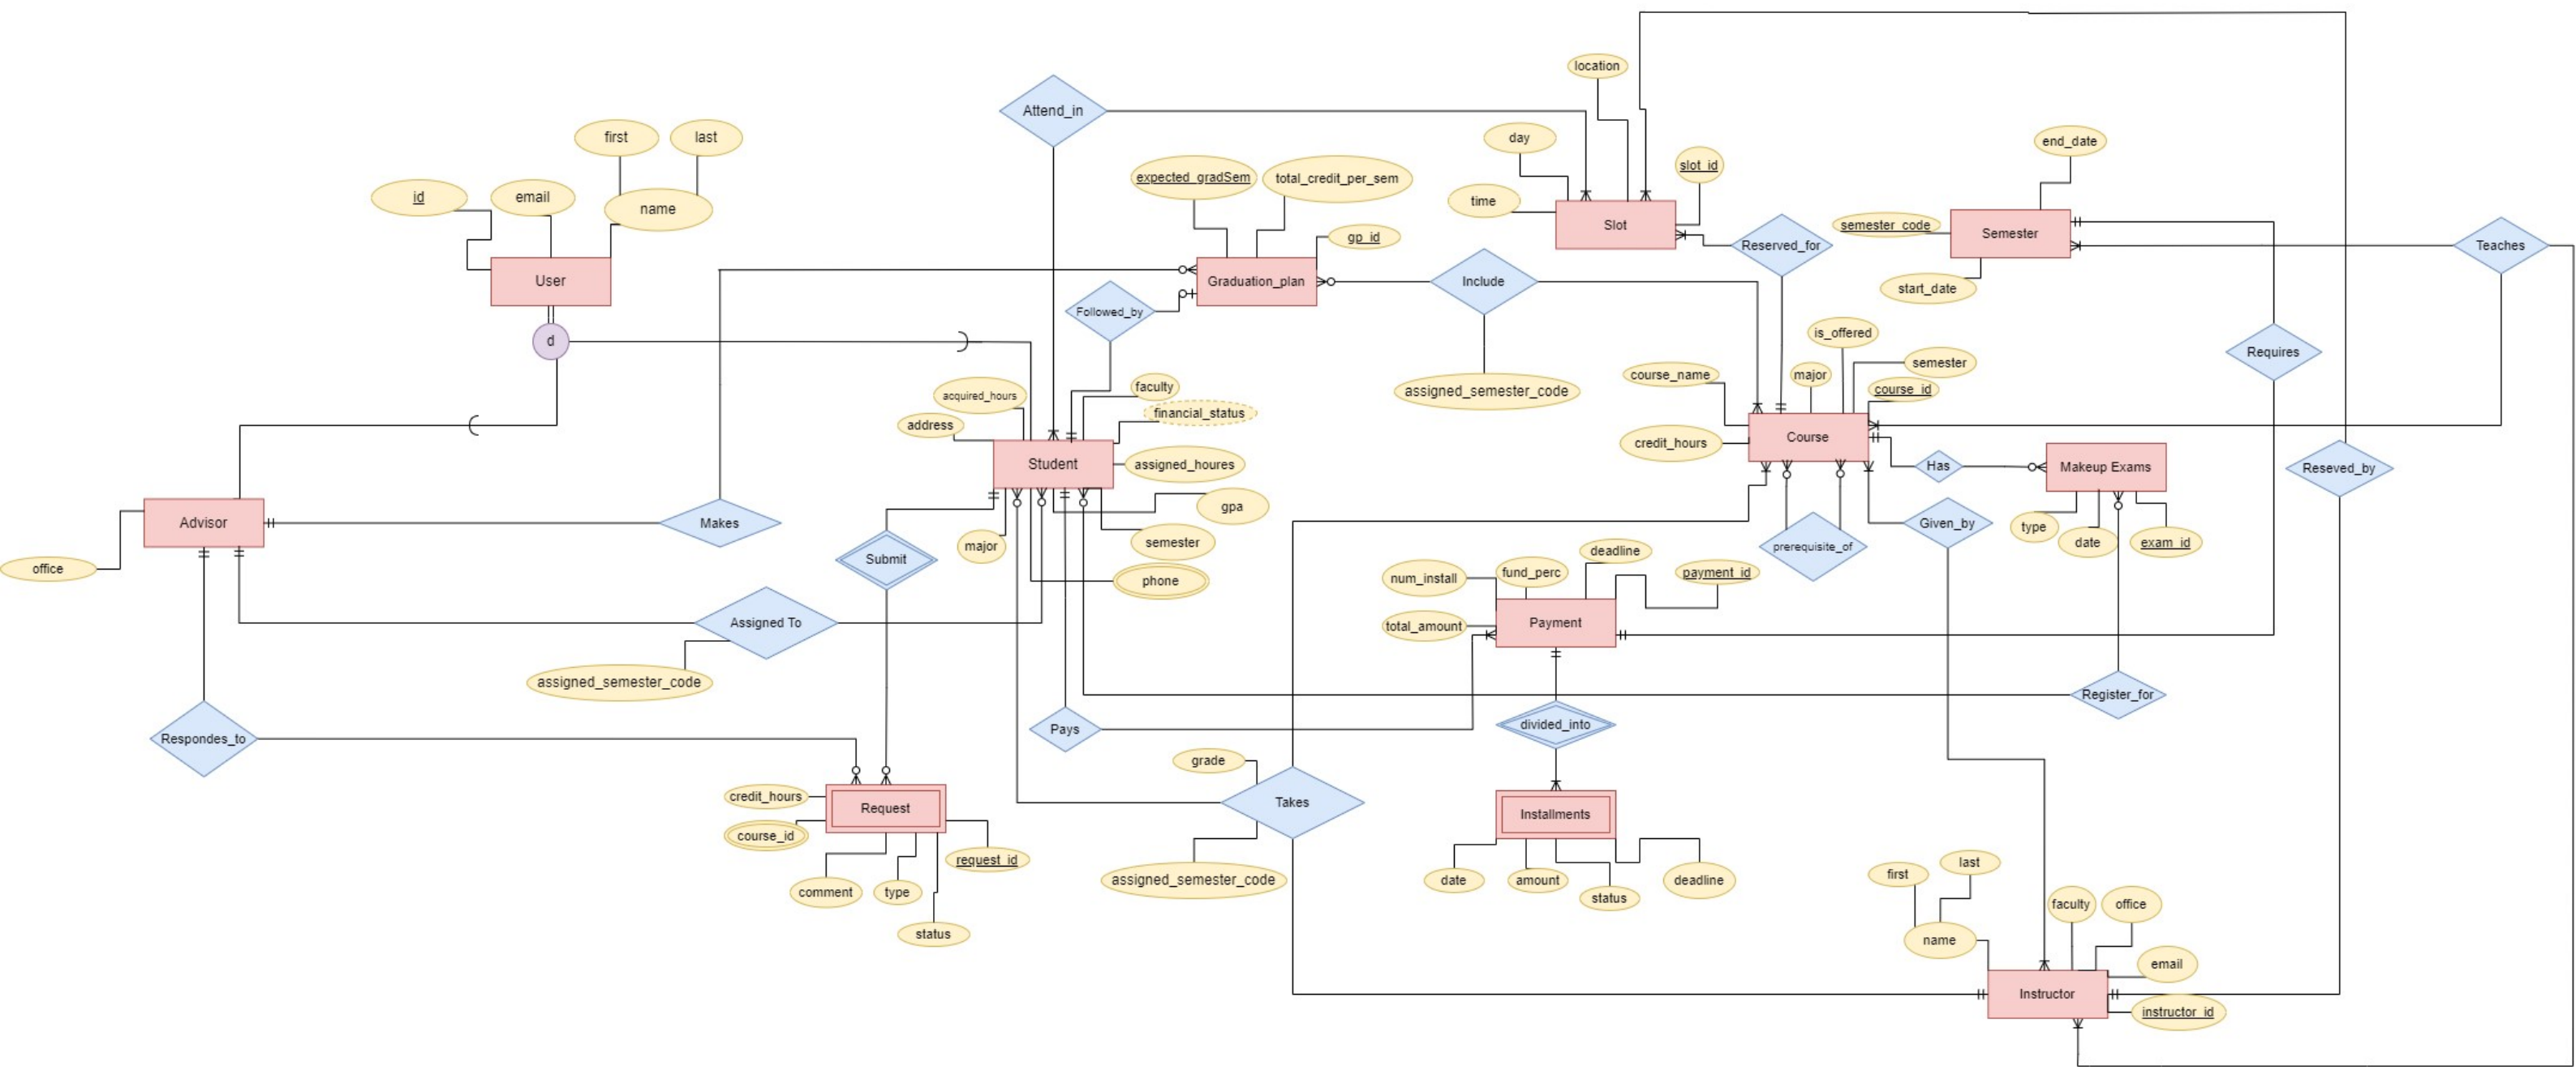 location
Attend_in
first
last
day
end_date
slot_id
expected_gradSem
total_credit_per_sem
id
email
name
time
Slot
semester_code
Semester
Reserved_for
Teaches
gp_id
User
Graduation_plan
Include
start_date
Followed_by
d
is_offered
Requires
course_name
major
semester
course_id
acquired_hours
faculty
financial_status
assigned_semester_code
address
Student
assigned_houres
credit_hours
Course
Has
Makeup Exams
Reseved_by
gpa
Advisor
Makes
Given_by
type
date
exam_id
major
semester
prerequisite_of
Submit
deadline
office
phone
num_install
fund_perc
payment_id
Assigned To
total_amount
Payment
assigned_semester_code
Register_for
Respondes_to
Pays
divided_into
grade
credit_hours
Request
Takes
Installments
course_id
request_id
comment
type
assigned_semester_code
date
amount
status
deadline
first
last
status
faculty
office
name
email
Instructor
instructor_id